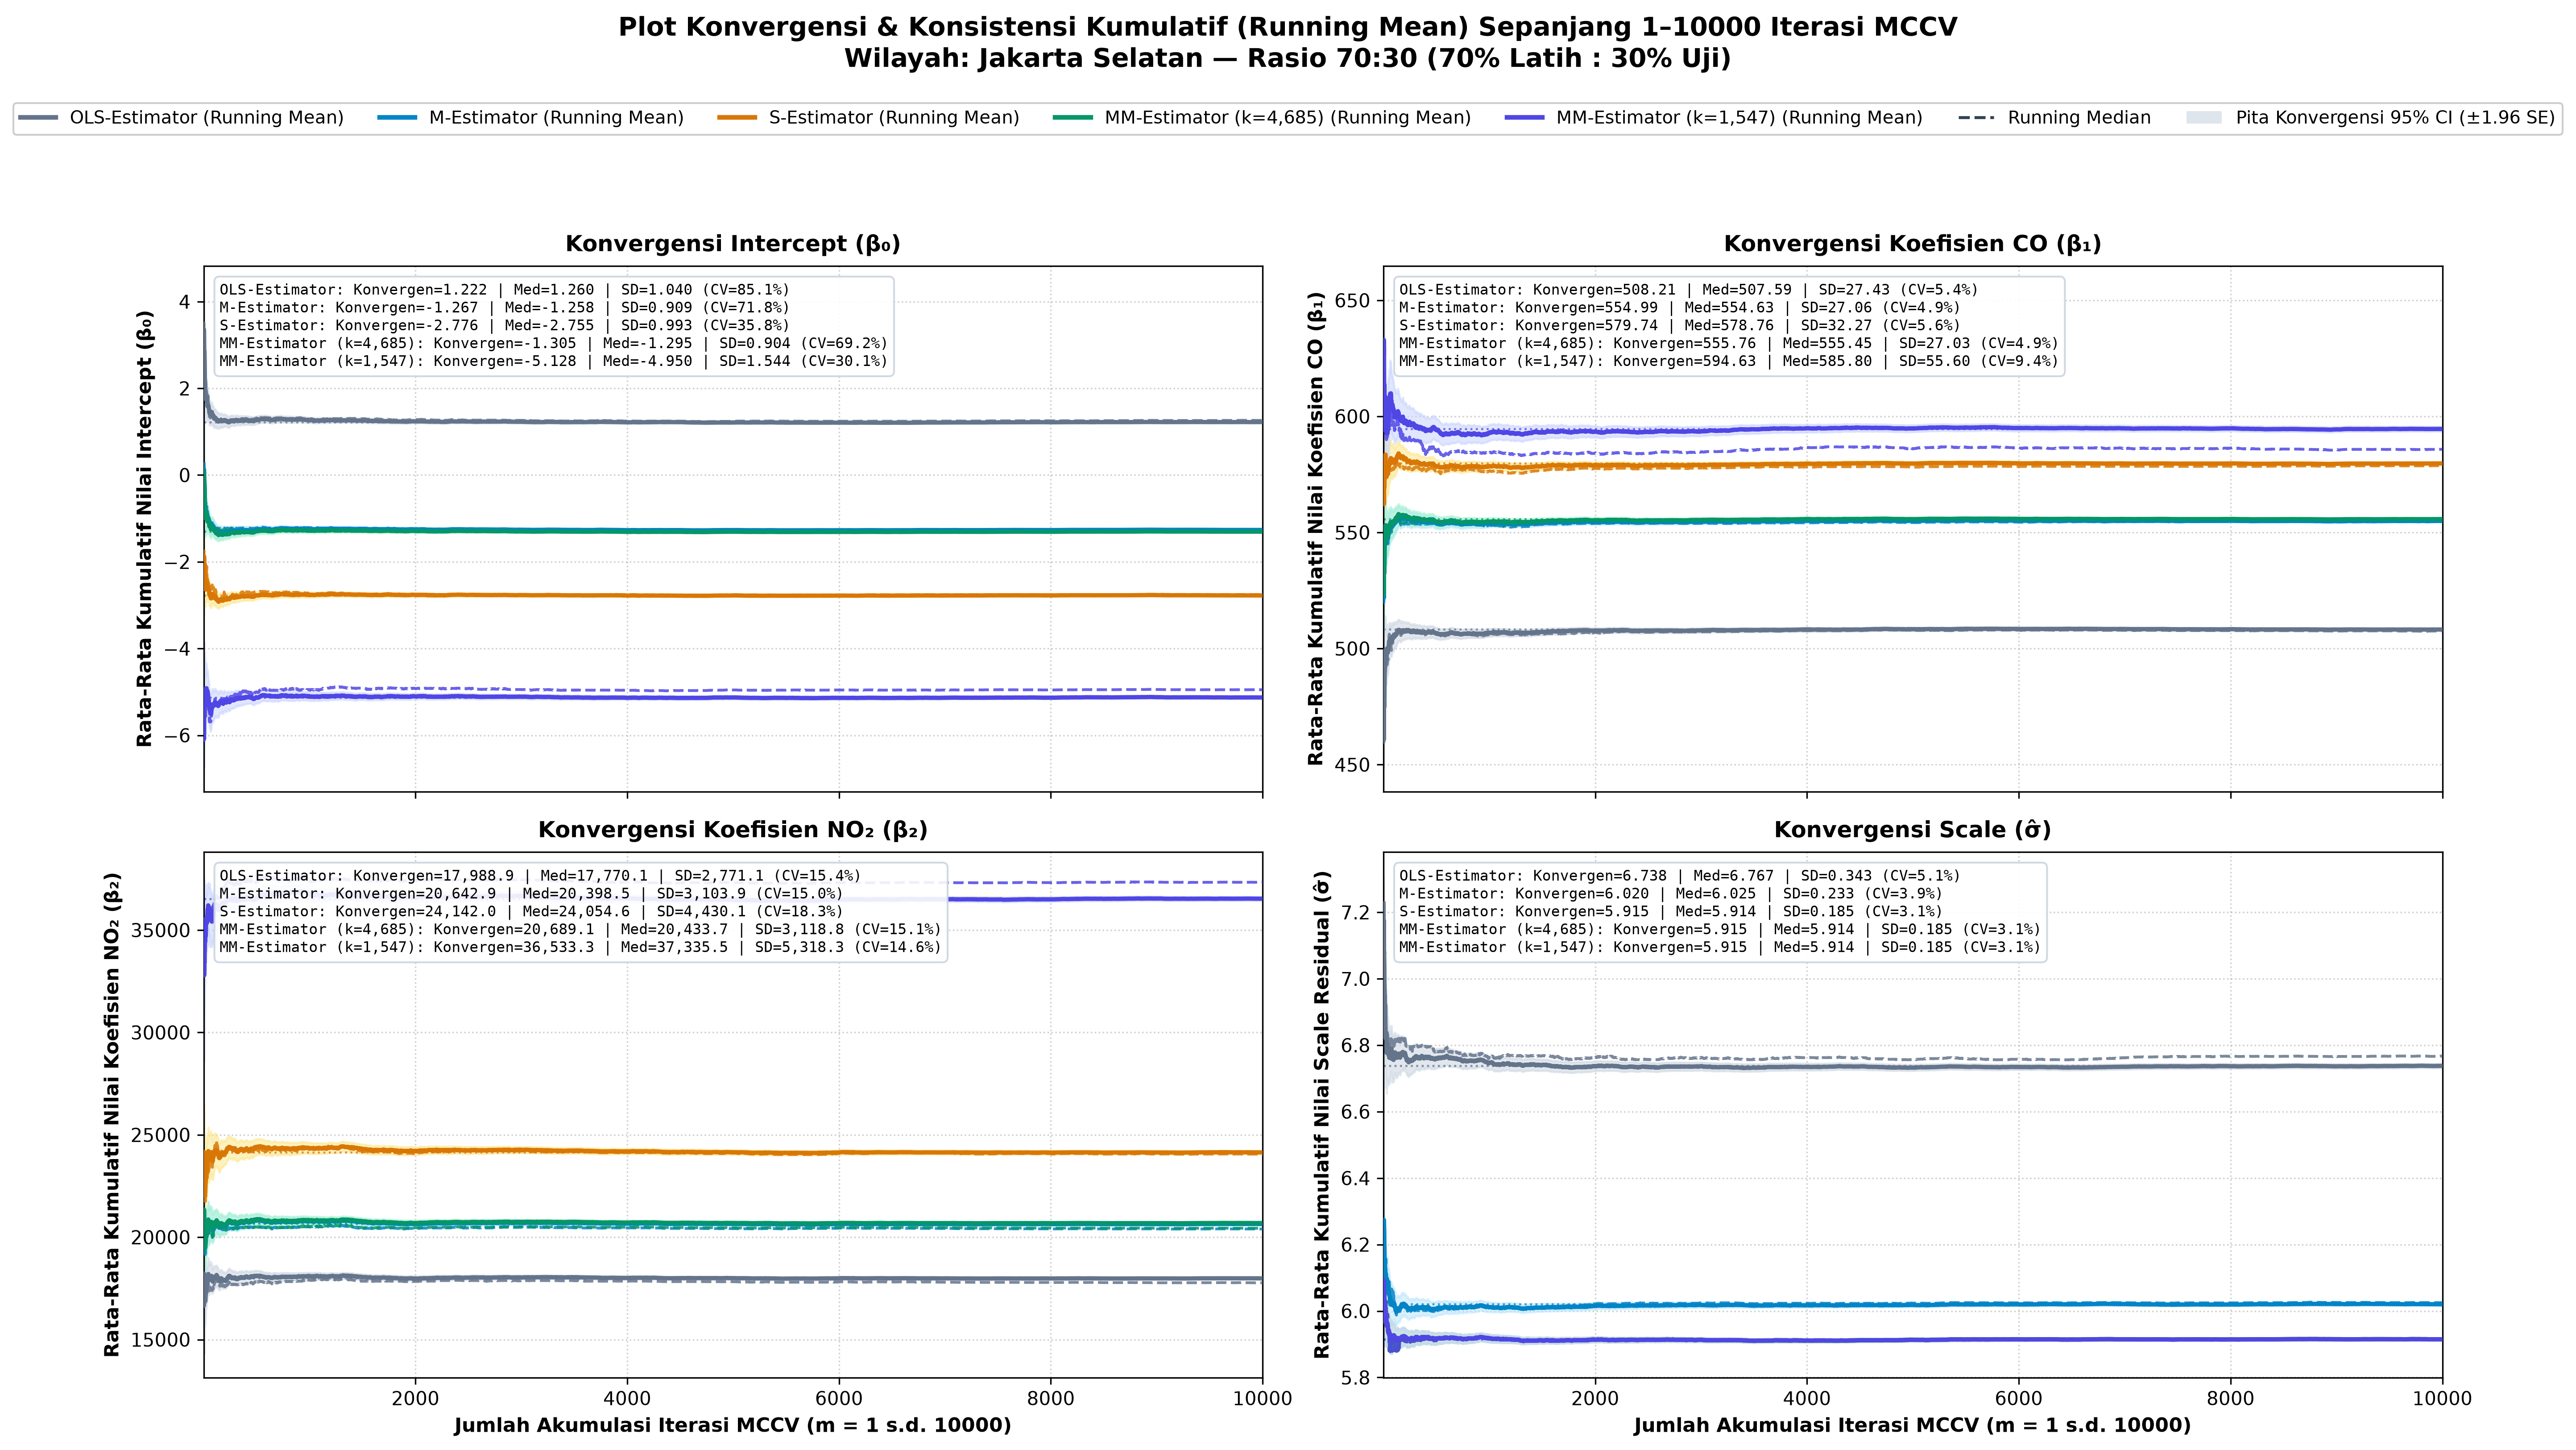 Plot Konvergensi & Konsistensi Kumulatif (Running Mean) Sepanjang 1–10000 Iterasi MCCV
Wilayah: Jakarta Selatan — Rasio 70:30 (70% Latih : 30% Uji)
OLS-Estimator (Running Mean)
M-Estimator (Running Mean)
S-Estimator (Running Mean)
MM-Estimator (k=4,685) (Running Mean)
MM-Estimator (k=1,547) (Running Mean)
Running Median
Pita Konvergensi 95% CI (±1.96 SE)
Konvergensi Intercept (β₀)
Rata-Rata Kumulatif Nilai Intercept (β₀)
4
2
0
−2
−4
−6
OLS-Estimator: Konvergen=1.222 | Med=1.260 | SD=1.040 (CV=85.1%)
M-Estimator: Konvergen=-1.267 | Med=-1.258 | SD=0.909 (CV=71.8%)
S-Estimator: Konvergen=-2.776 | Med=-2.755 | SD=0.993 (CV=35.8%)
MM-Estimator (k=4,685): Konvergen=-1.305 | Med=-1.295 | SD=0.904 (CV=69.2%)
MM-Estimator (k=1,547): Konvergen=-5.128 | Med=-4.950 | SD=1.544 (CV=30.1%)
Konvergensi Koefisien CO (β₁)
Rata-Rata Kumulatif Nilai Koefisien CO (β₁)
650
600
550
500
450
OLS-Estimator: Konvergen=508.21 | Med=507.59 | SD=27.43 (CV=5.4%)
M-Estimator: Konvergen=554.99 | Med=554.63 | SD=27.06 (CV=4.9%)
S-Estimator: Konvergen=579.74 | Med=578.76 | SD=32.27 (CV=5.6%)
MM-Estimator (k=4,685): Konvergen=555.76 | Med=555.45 | SD=27.03 (CV=4.9%)
MM-Estimator (k=1,547): Konvergen=594.63 | Med=585.80 | SD=55.60 (CV=9.4%)
Konvergensi Koefisien NO₂ (β₂)
Rata-Rata Kumulatif Nilai Koefisien NO₂ (β₂)
35000
30000
25000
20000
15000
OLS-Estimator: Konvergen=17,988.9 | Med=17,770.1 | SD=2,771.1 (CV=15.4%)
M-Estimator: Konvergen=20,642.9 | Med=20,398.5 | SD=3,103.9 (CV=15.0%)
S-Estimator: Konvergen=24,142.0 | Med=24,054.6 | SD=4,430.1 (CV=18.3%)
MM-Estimator (k=4,685): Konvergen=20,689.1 | Med=20,433.7 | SD=3,118.8 (CV=15.1%)
MM-Estimator (k=1,547): Konvergen=36,533.3 | Med=37,335.5 | SD=5,318.3 (CV=14.6%)
2000
4000
6000
8000
10000
Jumlah Akumulasi Iterasi MCCV (m = 1 s.d. 10000)
Konvergensi Scale (σ̂)
Rata-Rata Kumulatif Nilai Scale Residual (σ̂)
7.2
7.0
6.8
6.6
6.4
6.2
6.0
5.8
OLS-Estimator: Konvergen=6.738 | Med=6.767 | SD=0.343 (CV=5.1%)
M-Estimator: Konvergen=6.020 | Med=6.025 | SD=0.233 (CV=3.9%)
S-Estimator: Konvergen=5.915 | Med=5.914 | SD=0.185 (CV=3.1%)
MM-Estimator (k=4,685): Konvergen=5.915 | Med=5.914 | SD=0.185 (CV=3.1%)
MM-Estimator (k=1,547): Konvergen=5.915 | Med=5.914 | SD=0.185 (CV=3.1%)
2000
4000
6000
8000
10000
Jumlah Akumulasi Iterasi MCCV (m = 1 s.d. 10000)